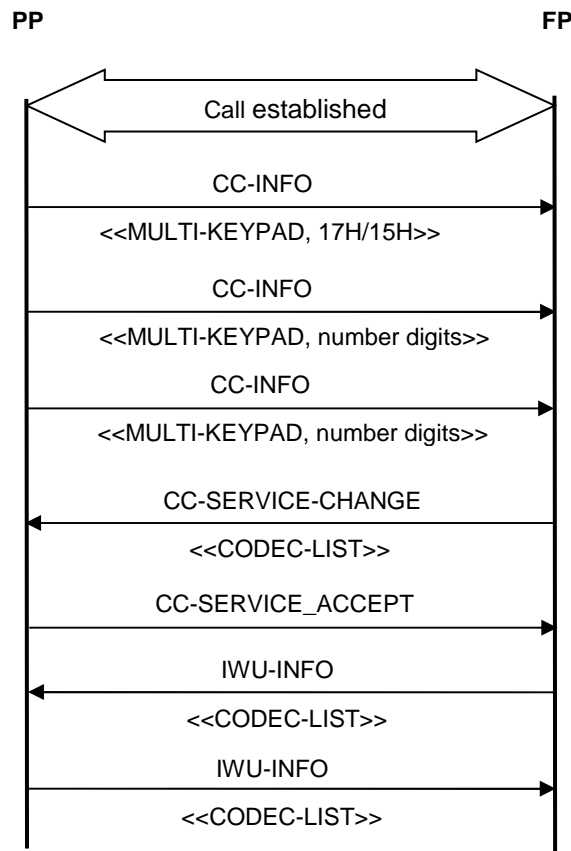 PP FP
Call established
CC-INFO
<<MULTI-KEYPAD, 17H/15H>>
CC-INFO
<<MULTI-KEYPAD, number digits>>
CC-INFO
<<MULTI-KEYPAD, number digits>>
CC-SERVICE-CHANGE
<<CODEC-LIST>>
CC-SERVICE_ACCEPT
IWU-INFO
<<CODEC-LIST>>
IWU-INFO
<<CODEC-LIST>>